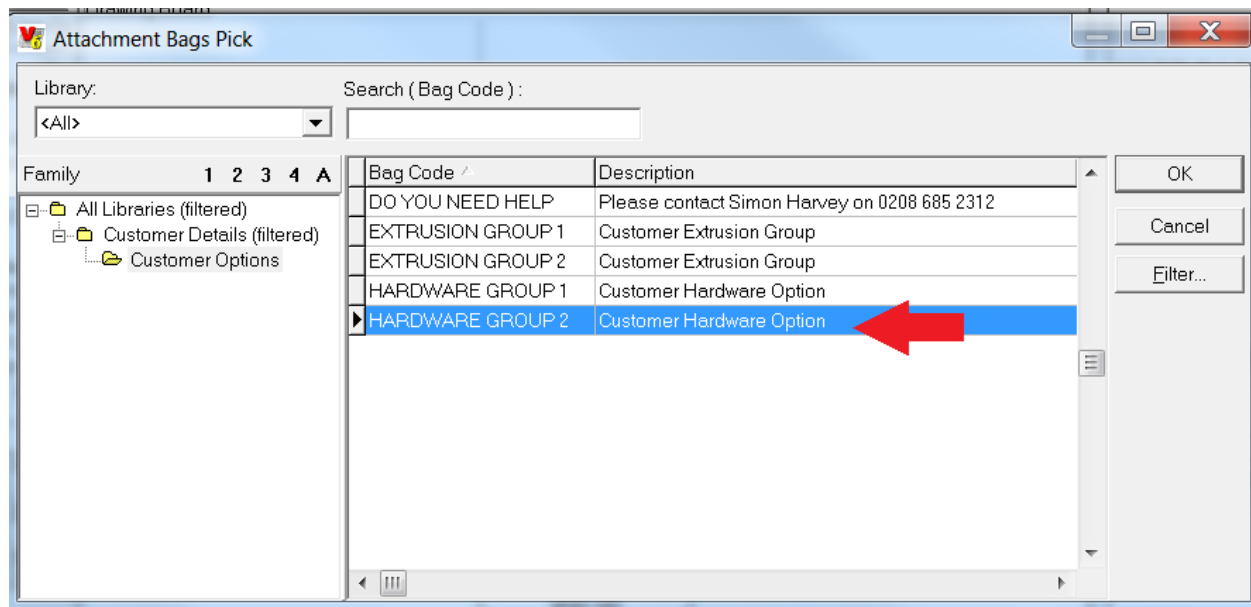 Drawing Board
Attachment Bags Pick
Library:
Search ( Bag Code ) :
<All>
Family 1 2 3 4 A
Bag Code Description
OK
All Libraries (filtered)
Customer Details (filtered)
Customer Options
DO YOU NEED HELP Please contact Simon Harvey on 0208 685 2312
EXTRUSION GROUP 1 Customer Extrusion Group
EXTRUSION GROUP 2 Customer Extrusion Group
HARDWARE GROUP 1 Customer Hardware Option
HARDWARE GROUP 2 Customer Hardware Option
Cancel
Filter...